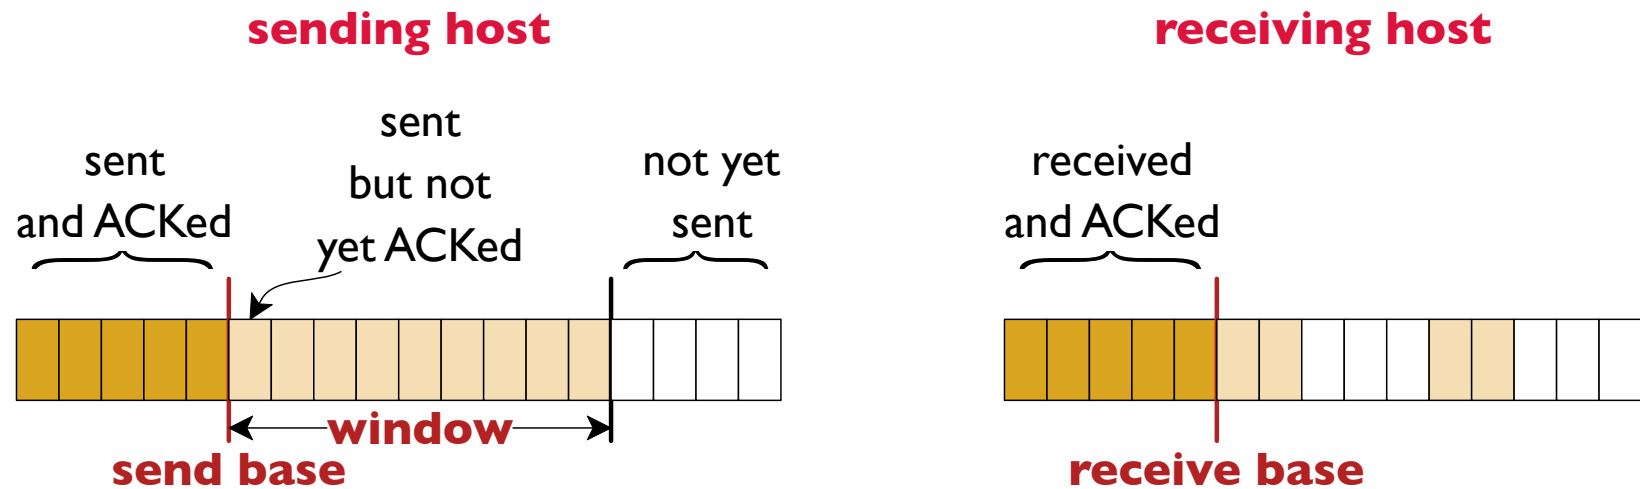 sending host
sent
and ACKed
sent
but not
yet ACKed
not yet
sent
window
send base
receiving host
received
and ACKed
receive base